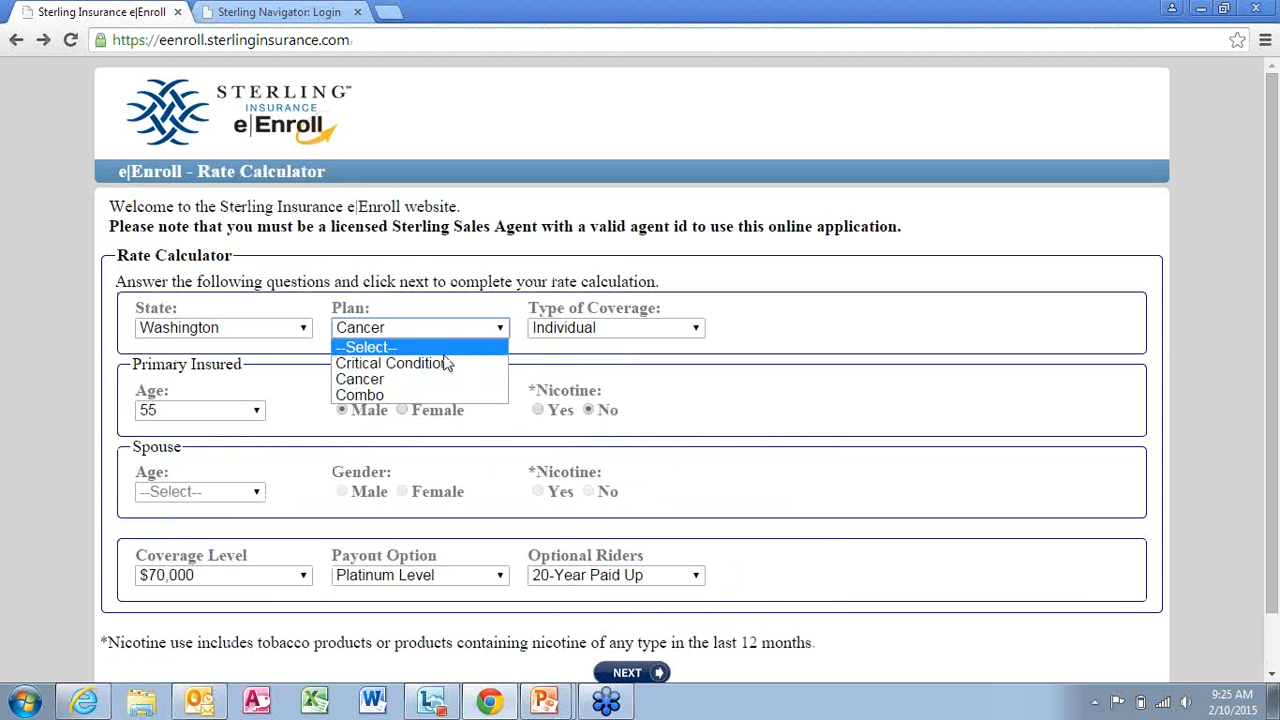 Sterling Insurance e|Enroll
Sterling Navigator: Login
https://eenroll.sterlinginsurance.com
STERLING™
INSURANCE
e|Enroll
e|Enroll - Rate Calculator
Welcome to the Sterling Insurance e|Enroll website.
Please note that you must be a licensed Sterling Sales Agent with a valid agent id to use this online application.
Rate Calculator
Answer the following questions and click next to complete your rate calculation.
State: Plan: Type of Coverage:
Washington Cancer Individual
--Select--
Critical Condition
Cancer
Combo
Primary Insured
Age: *Nicotine:
55 Male Female Yes No
Spouse
Age: Gender: *Nicotine:
--Select-- Male Female Yes No
Coverage Level Payout Option Optional Riders
$70,000 Platinum Level 20-Year Paid Up
*Nicotine use includes tobacco products or products containing nicotine of any type in the last 12 months.
NEXT
9:25 AM
2/10/2015